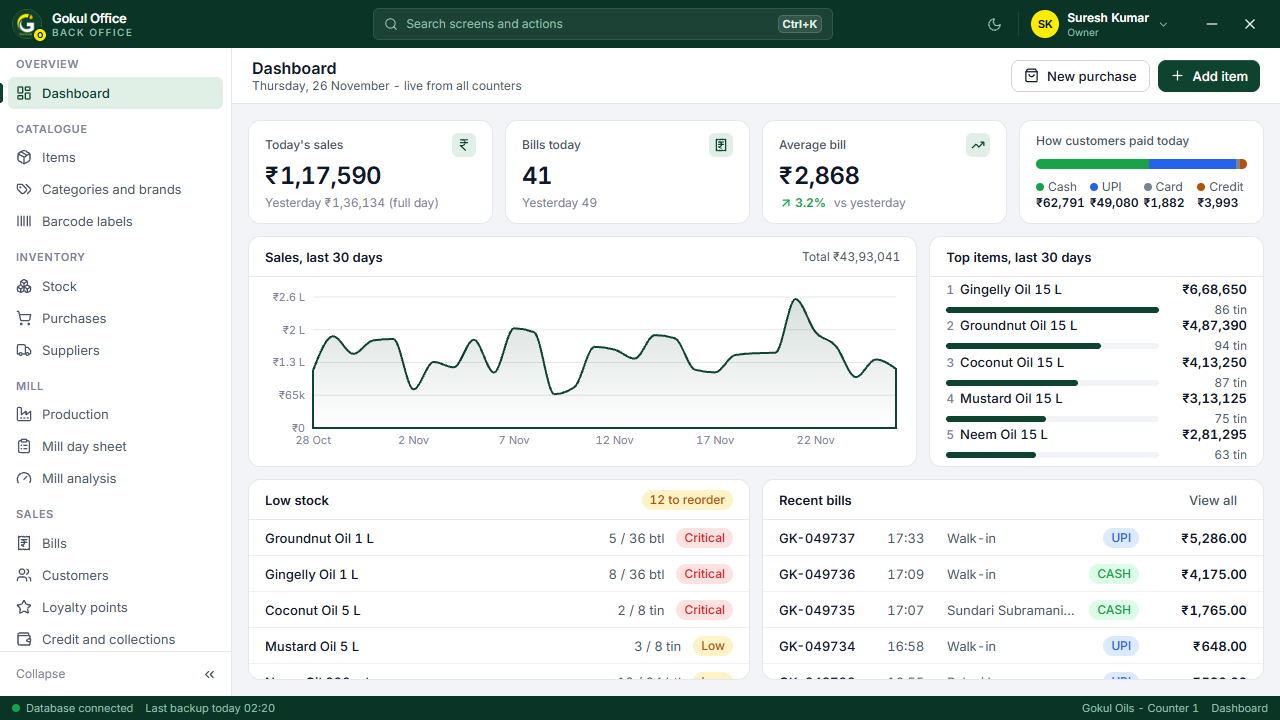 Gokul Office
BACK OFFICE
Search screens and actions
Ctrl+K
SK
Suresh Kumar
Owner
OVERVIEW
Dashboard
CATALOGUE
Items
Categories and brands
Barcode labels
INVENTORY
Stock
Purchases
Suppliers
MILL
Production
Mill day sheet
Mill analysis
SALES
Bills
Customers
Loyalty points
Credit and collections
Collapse
Dashboard
Thursday, 26 November - live from all counters
New purchase
Add item
Today's sales
₹1,17,590
Yesterday ₹1,36,134 (full day)
Bills today
41
Yesterday 49
Average bill
₹2,868
3.2% vs yesterday
How customers paid today
Cash UPI Card Credit
₹62,791 ₹49,080 ₹1,882 ₹3,993
Sales, last 30 days
Total ₹43,93,041
₹2.6 L
₹2 L
₹1.3 L
₹65k
₹0
28 Oct 2 Nov 7 Nov 12 Nov 17 Nov 22 Nov
Top items, last 30 days
1 Gingelly Oil 15 L ₹6,68,650
86 tin
2 Groundnut Oil 15 L ₹4,87,390
94 tin
3 Coconut Oil 15 L ₹4,13,250
87 tin
4 Mustard Oil 15 L ₹3,13,125
75 tin
5 Neem Oil 15 L ₹2,81,295
63 tin
Low stock
12 to reorder
Groundnut Oil 1 L 5 / 36 btl Critical
Gingelly Oil 1 L 8 / 36 btl Critical
Coconut Oil 5 L 2 / 8 tin Critical
Mustard Oil 5 L 3 / 8 tin Low
Recent bills
View all
GK-049737 17:33 Walk-in UPI ₹5,286.00
GK-049736 17:09 Walk-in CASH ₹4,175.00
GK-049735 17:07 Sundari Subramani... CASH ₹1,765.00
GK-049734 16:58 Walk-in UPI ₹648.00
Database connected
Last backup today 02:20
Gokul Oils - Counter 1
Dashboard